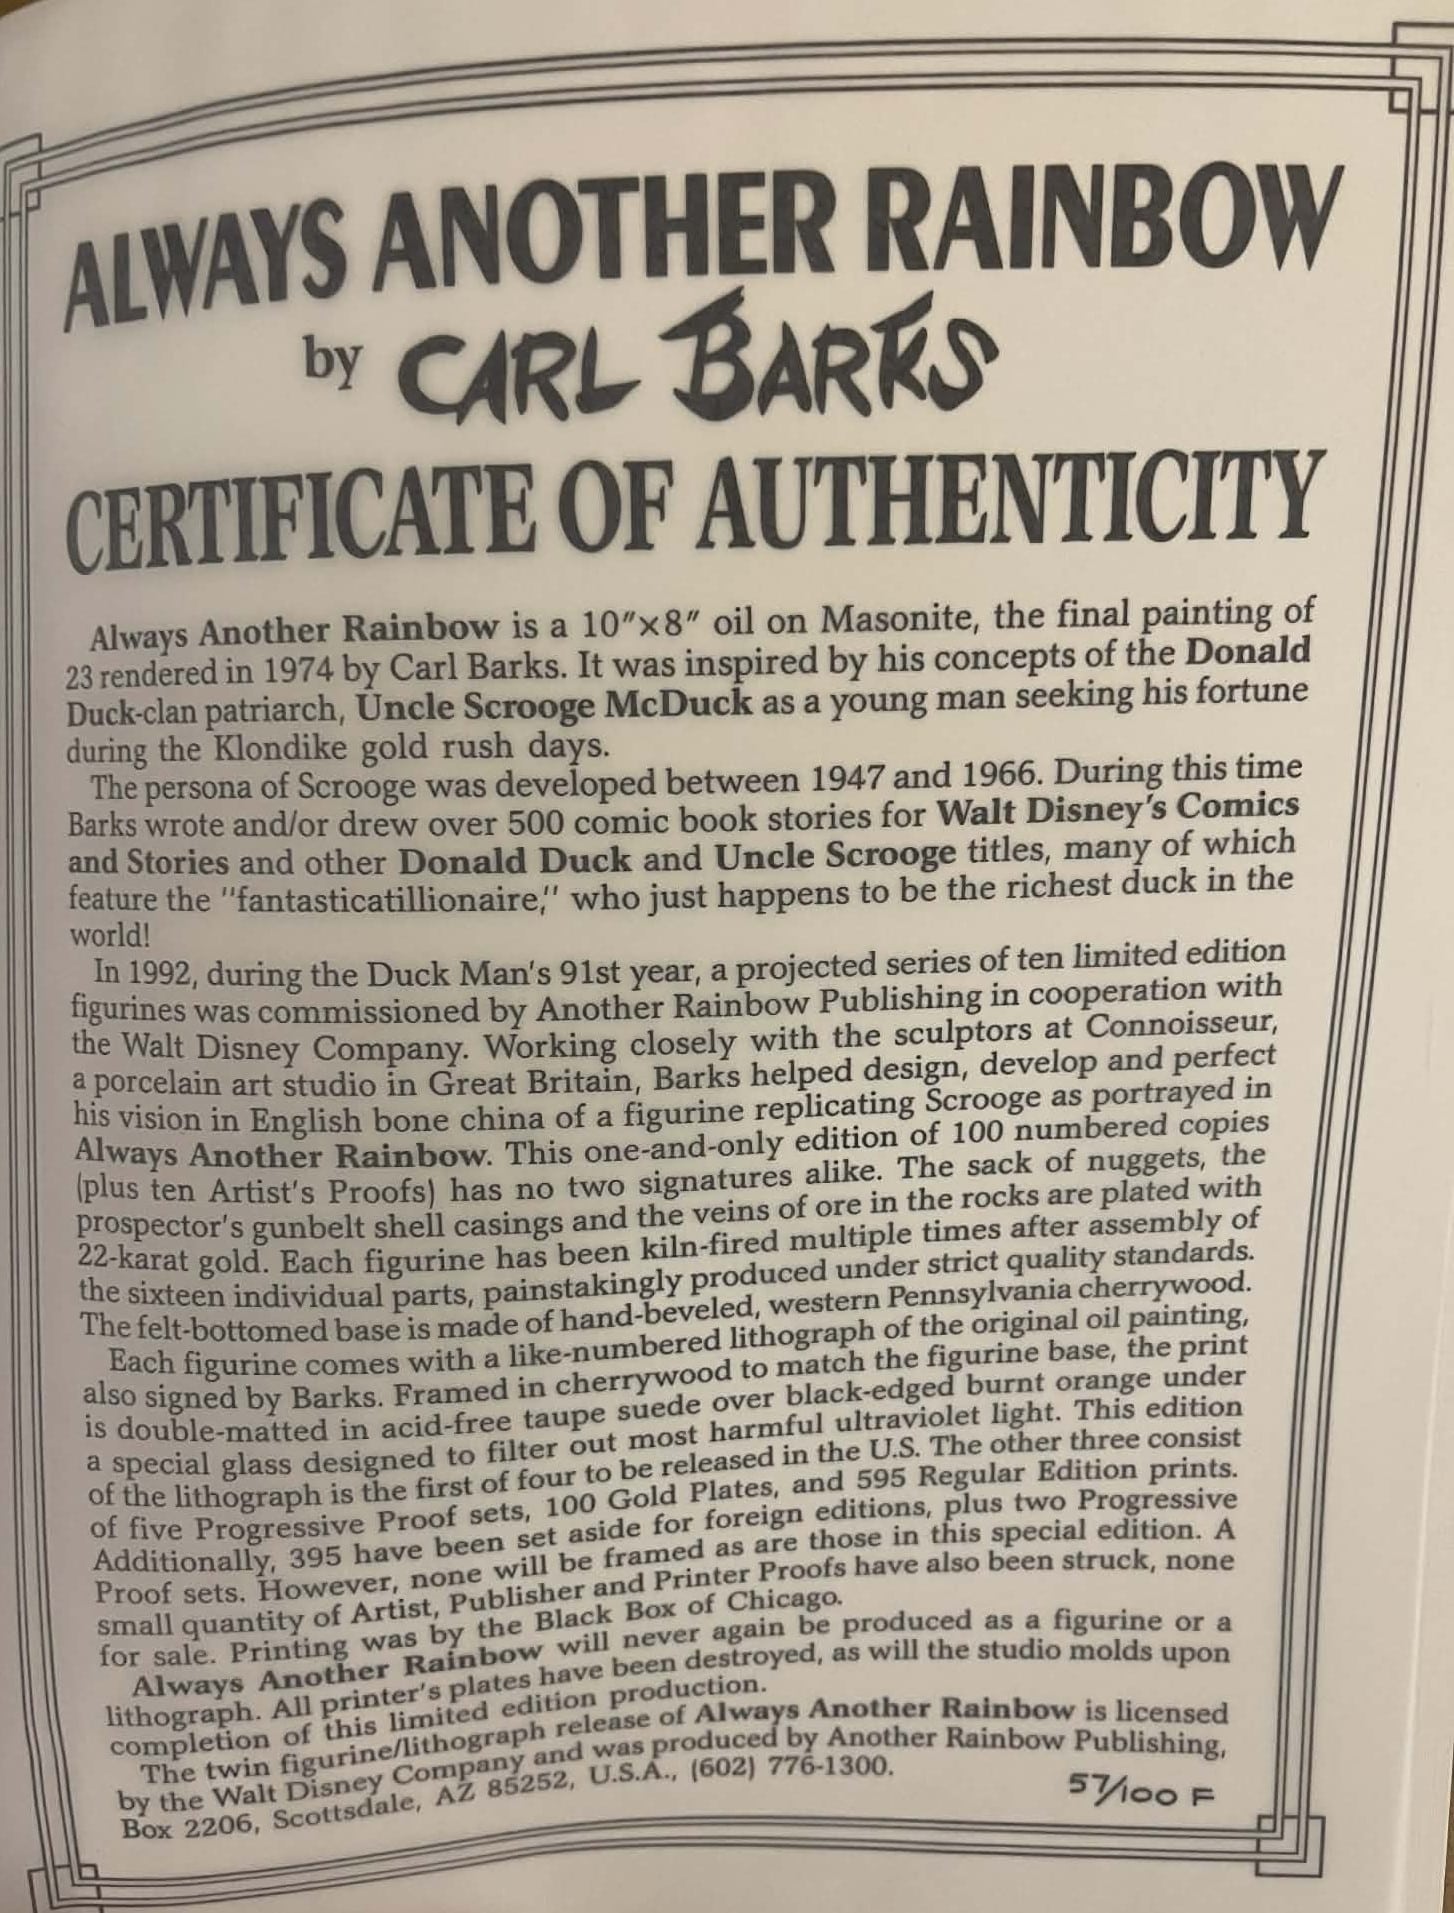 ALWAYS ANOTHER RAINBOW
by CARL BARKS
CERTIFICATE OF AUTHENTICITY
Always Another Rainbow is a 10"x8" oil on Masonite, the final painting of
23 rendered in 1974 by Carl Barks. It was inspired by his concepts of the Donald
Duck-clan patriarch, Uncle Scrooge McDuck as a young man seeking his fortune
during the Klondike gold rush days.
The persona of Scrooge was developed between 1947 and 1966. During this time
Barks wrote and/or drew over 500 comic book stories for Walt Disney's Comics
and Stories and other Donald Duck and Uncle Scrooge titles, many of which
feature the "fantasticatillionaire," who just happens to be the richest duck in the
world!
In 1992, during the Duck Man's 91st year, a projected series of ten limited edition
figurines was commissioned by Another Rainbow Publishing in cooperation with
the Walt Disney Company. Working closely with the sculptors at Connoisseur,
a porcelain art studio in Great Britain, Barks helped design, develop and perfect
his vision in English bone china of a figurine replicating Scrooge as portrayed in
Always Another Rainbow. This one-and-only edition of 100 numbered copies
(plus ten Artist's Proofs) has no two signatures alike. The sack of nuggets, the
prospector's gunbelt shell casings and the veins of ore in the rocks are plated with
22-karat gold. Each figurine has been kiln-fired multiple times after assembly of
the sixteen individual parts, painstakingly produced under strict quality standards.
The felt-bottomed base is made of hand-beveled, western Pennsylvania cherrywood.
Each figurine comes with a like-numbered lithograph of the original oil painting,
also signed by Barks. Framed in cherrywood to match the figurine base, the print
is double-matted in acid-free taupe suede over black-edged burnt orange under
a special glass designed to filter out most harmful ultraviolet light. This edition
of the lithograph is the first of four to be released in the U.S. The other three consist
of five Progressive Proof sets, 100 Gold Plates, and 595 Regular Edition prints.
Additionally, 395 have been set aside for foreign editions, plus two Progressive
Proof sets. However, none will be framed as are those in this special edition. A
small quantity of Artist, Publisher and Printer Proofs have also been struck, none
for sale. Printing was by the Black Box of Chicago.
Always Another Rainbow will never again be produced as a figurine or a
lithograph. All printer's plates have been destroyed, as will the studio molds upon
completion of this limited edition production.
The twin figurine/lithograph release of Always Another Rainbow is licensed
by the Walt Disney Company and was produced by Another Rainbow Publishing,
Box 2206, Scottsdale, AZ 85252, U.S.A., (602) 776-1300.
57/100 F